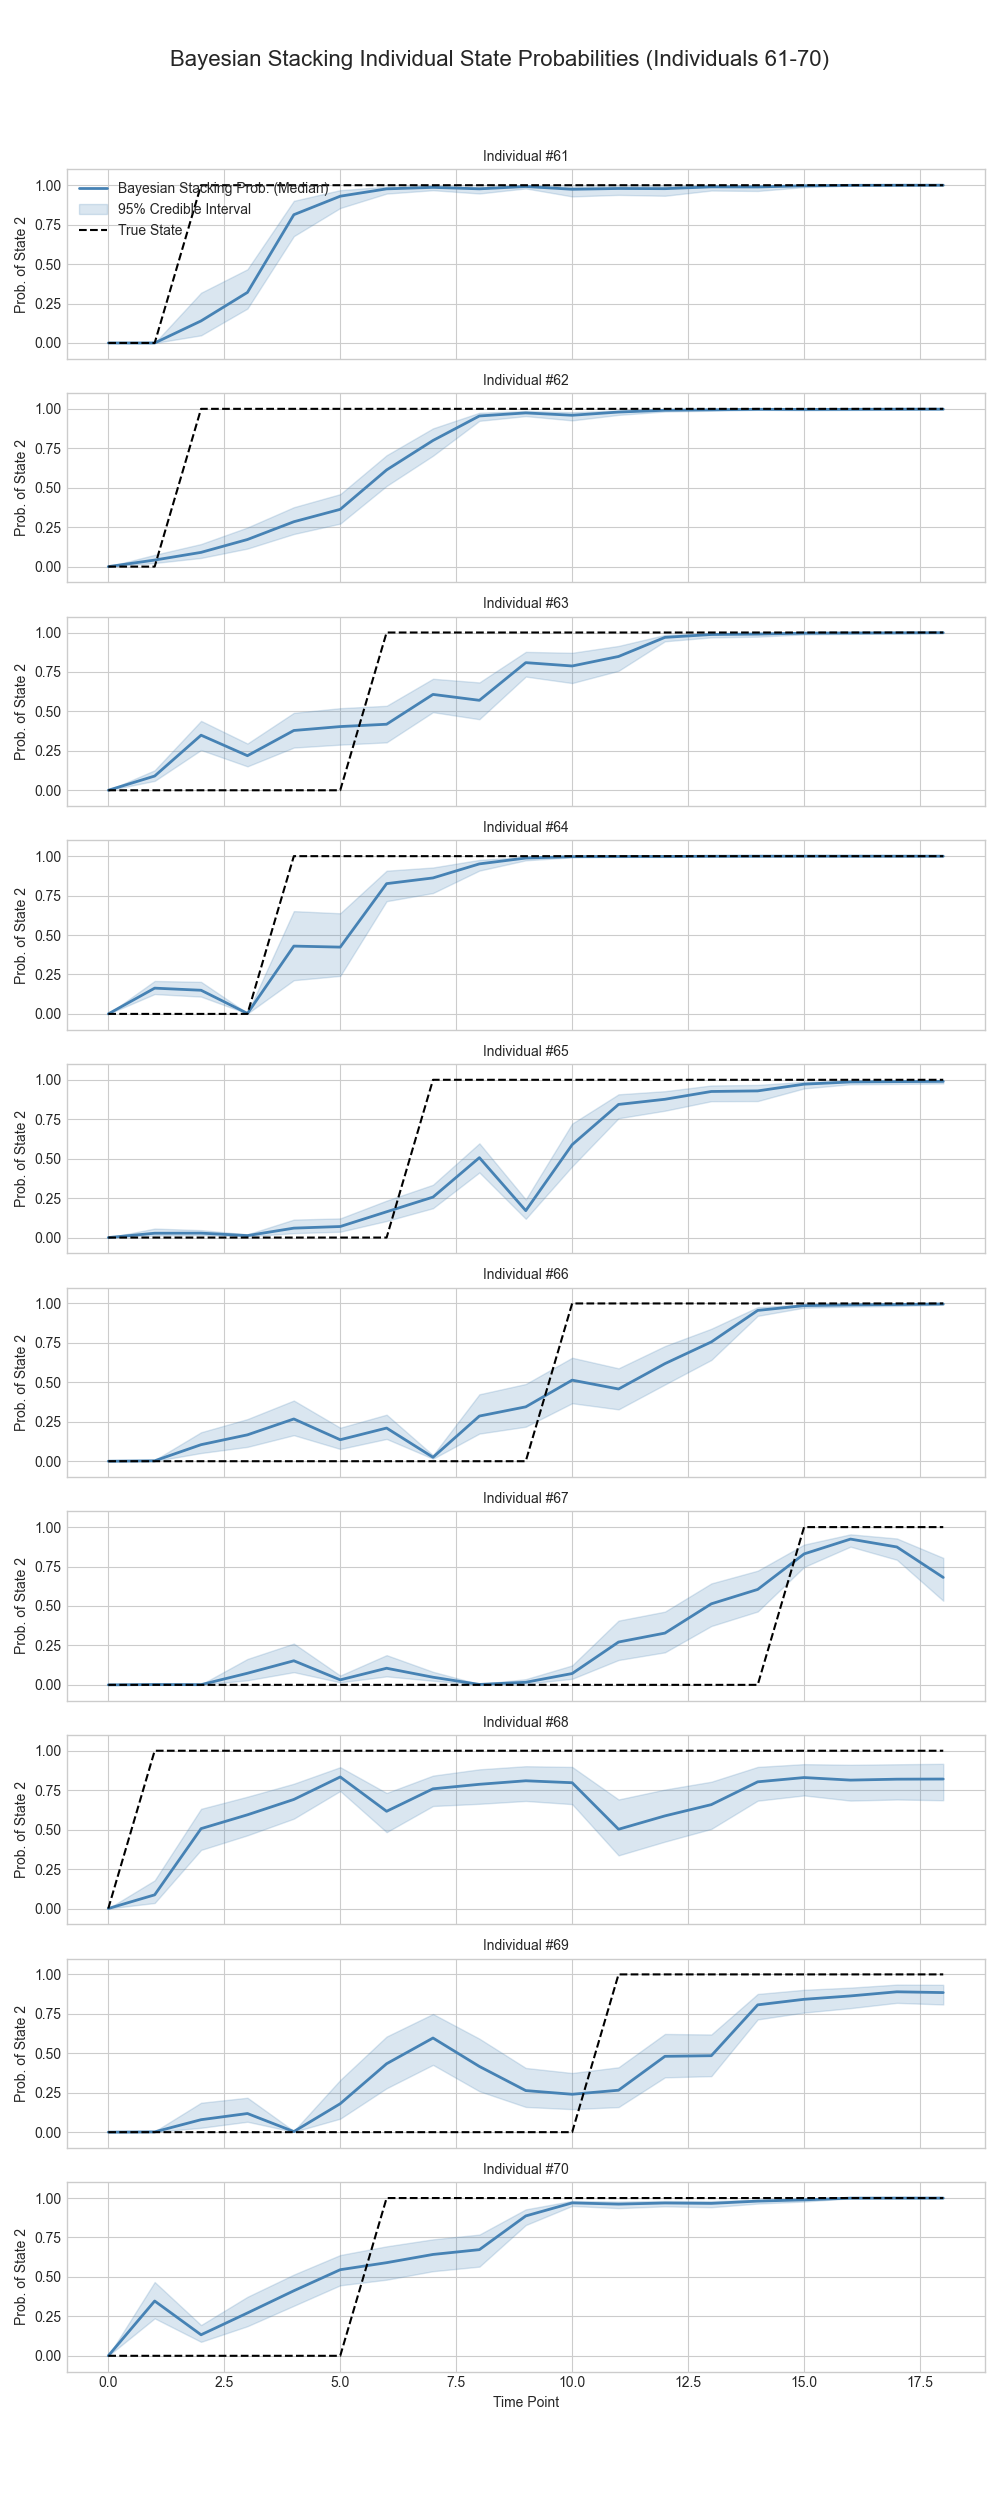 Bayesian Stacking Individual State Probabilities (Individuals 61-70)
Individual #61
Bayesian Stacking Prob. (Median)
95% Credible Interval
True State
Prob. of State 2
1.00
0.75
0.50
0.25
0.00
Individual #62
Prob. of State 2
1.00
0.75
0.50
0.25
0.00
Individual #63
Prob. of State 2
1.00
0.75
0.50
0.25
0.00
Individual #64
Prob. of State 2
1.00
0.75
0.50
0.25
0.00
Individual #65
Prob. of State 2
1.00
0.75
0.50
0.25
0.00
Individual #66
Prob. of State 2
1.00
0.75
0.50
0.25
0.00
Individual #67
Prob. of State 2
1.00
0.75
0.50
0.25
0.00
Individual #68
Prob. of State 2
1.00
0.75
0.50
0.25
0.00
Individual #69
Prob. of State 2
1.00
0.75
0.50
0.25
0.00
Individual #70
Prob. of State 2
1.00
0.75
0.50
0.25
0.00
0.0 2.5 5.0 7.5 10.0 12.5 15.0 17.5
Time Point